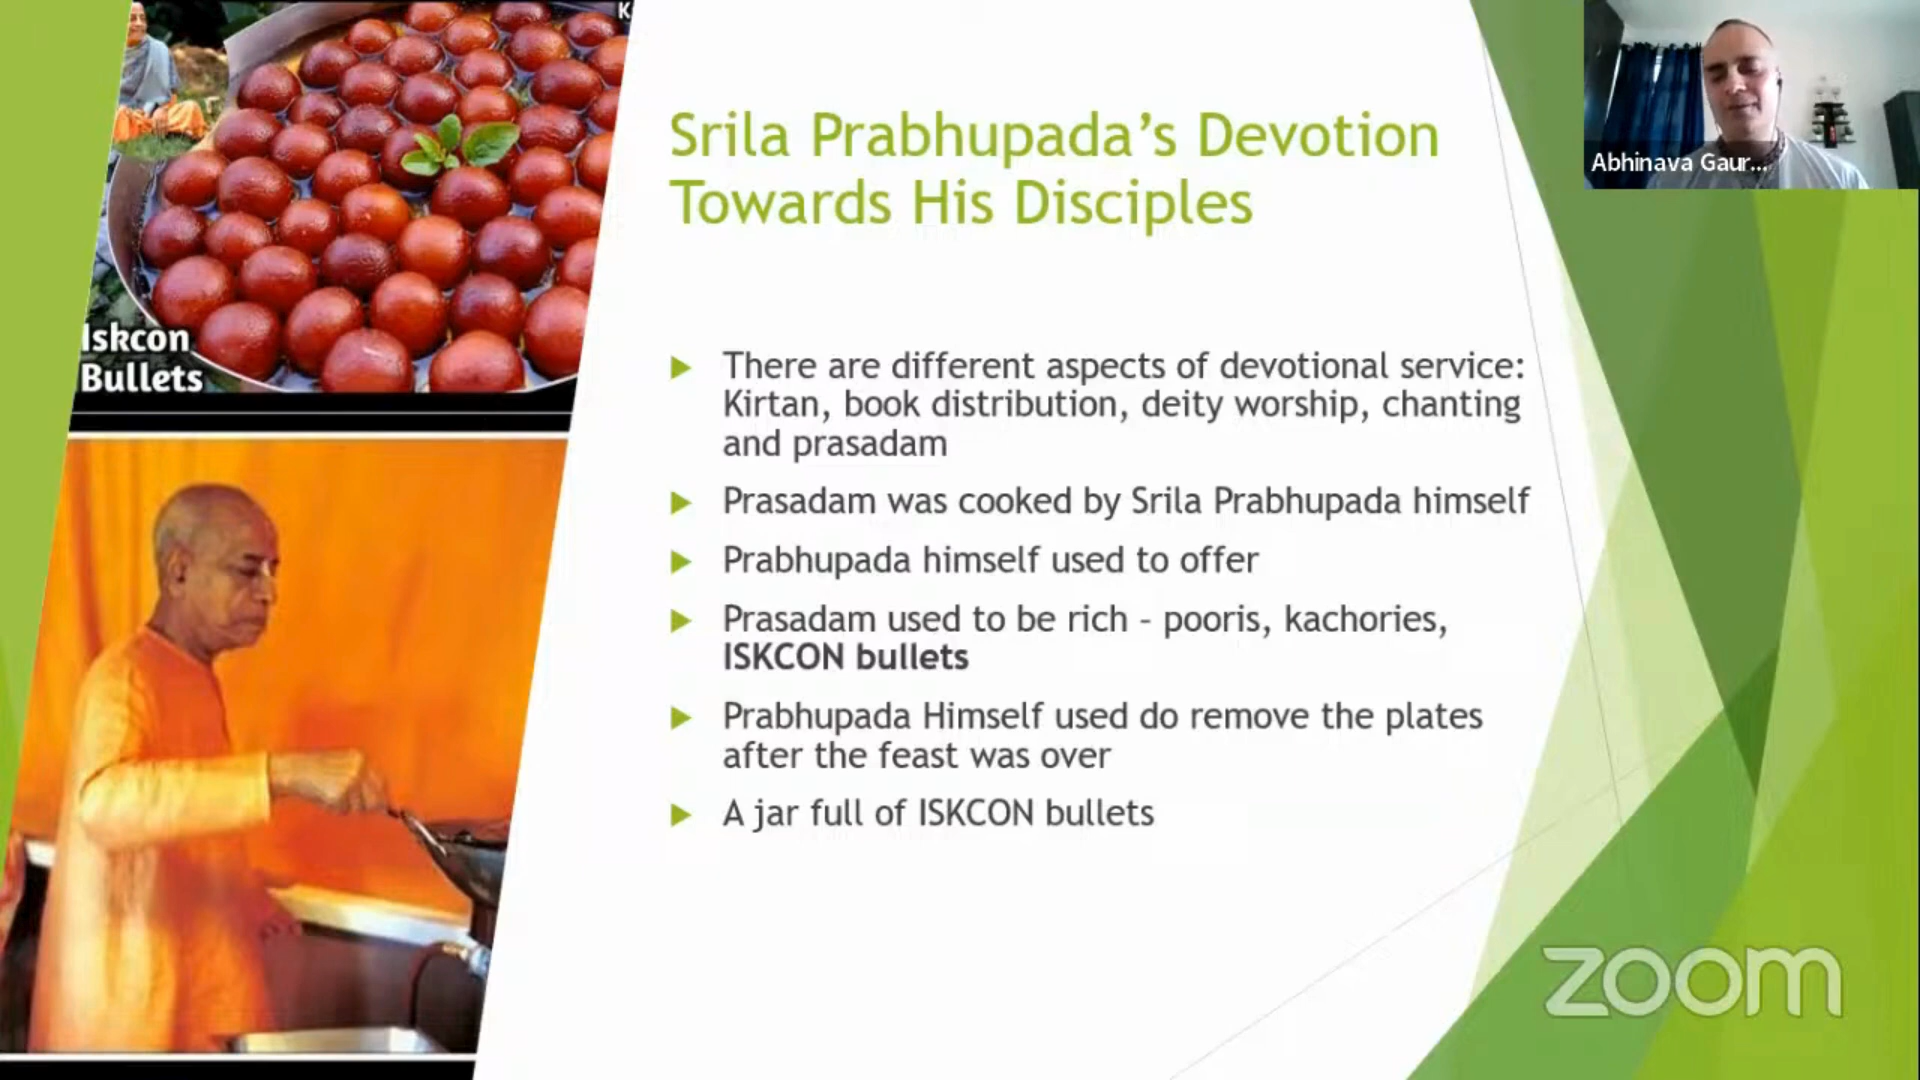 K
Iskcon
Bullets
Srila Prabhupada’s Devotion
Towards His Disciples
There are different aspects of devotional service:
Kirtan, book distribution, deity worship, chanting
and prasadam
Prasadam was cooked by Srila Prabhupada himself
Prabhupada himself used to offer
Prasadam used to be rich – pooris, kachories,
ISKCON bullets
Prabhupada Himself used do remove the plates
after the feast was over
A jar full of ISKCON bullets
Abhinava Gaur...
zoom